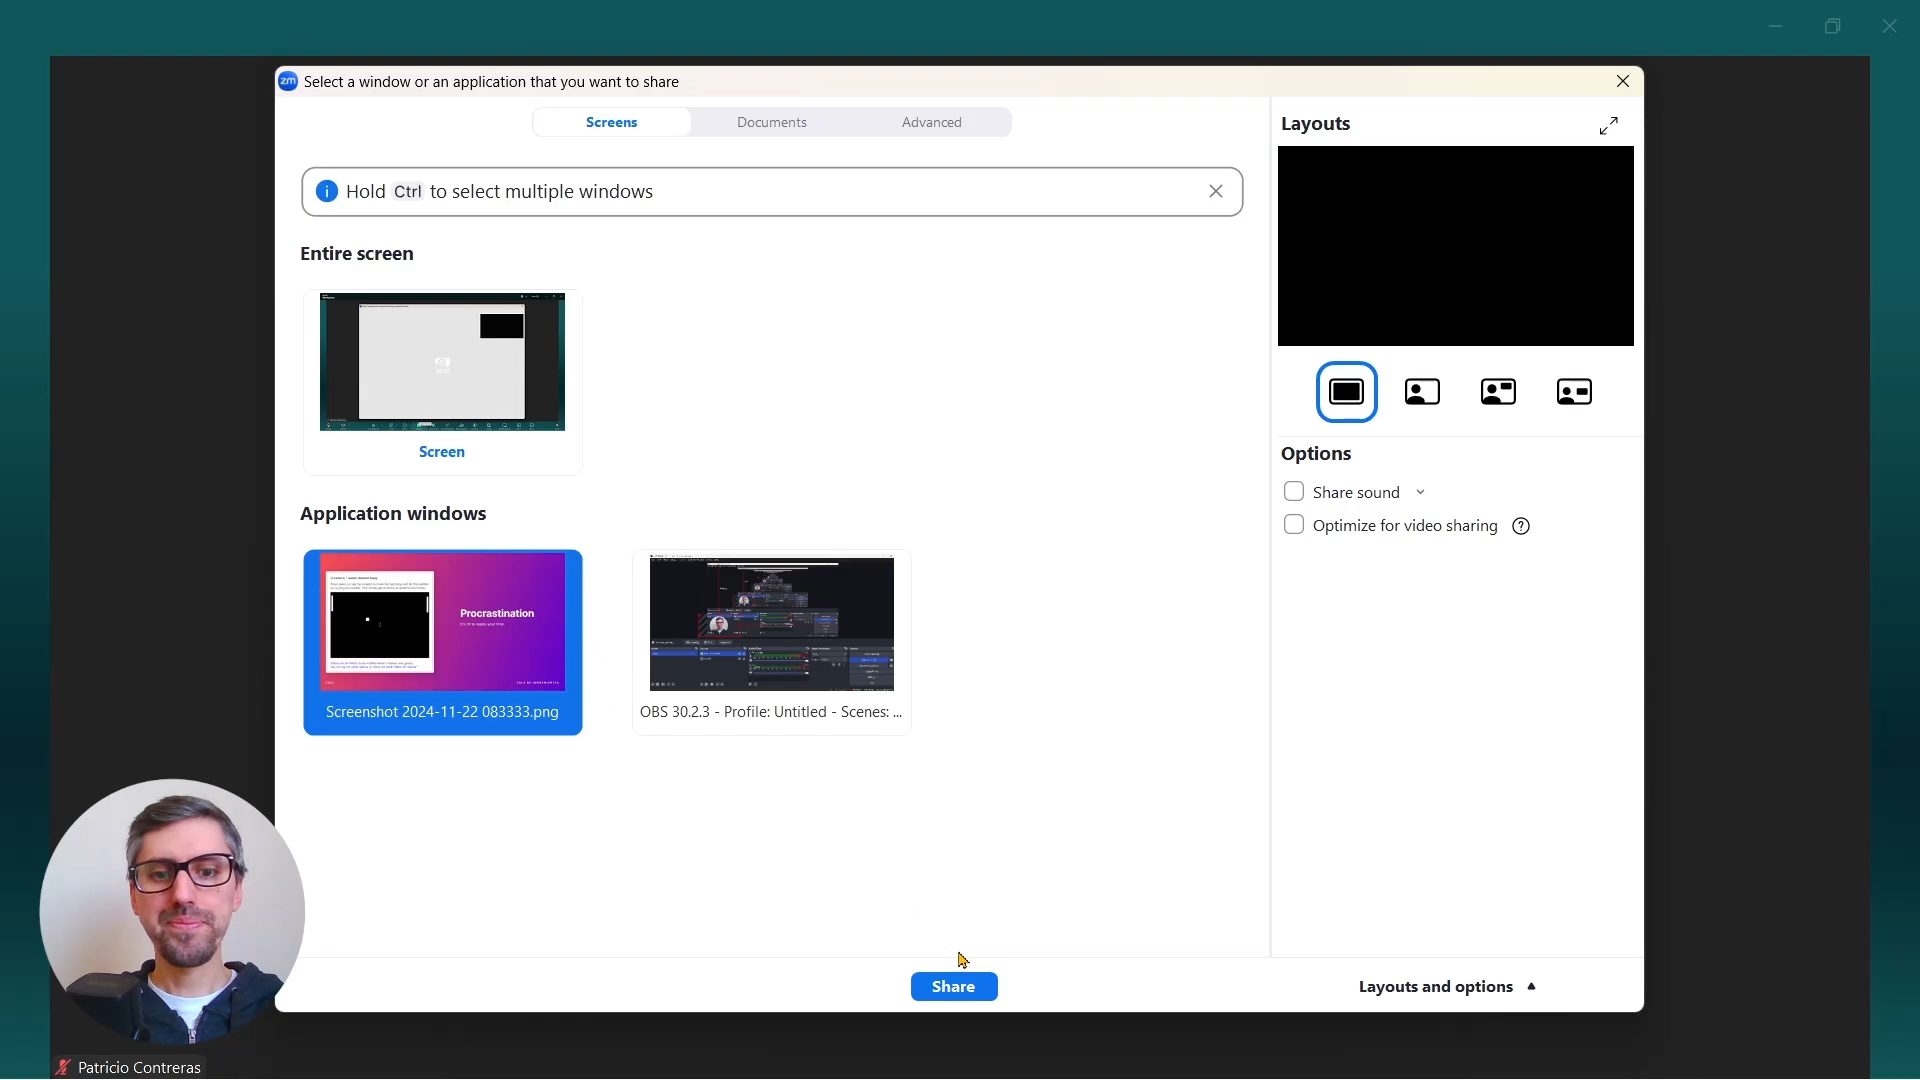 zm Select a window or an application that you want to share
Screens Documents Advanced
Hold Ctrl to select multiple windows
Entire screen
Screen
Application windows
Procrastination
Screenshot 2024-11-22 083333.png
OBS 30.2.3 - Profile: Untitled - Scenes: ...
Share
Layouts
Options
Share sound
Optimize for video sharing
Layouts and options
Patricio Contreras